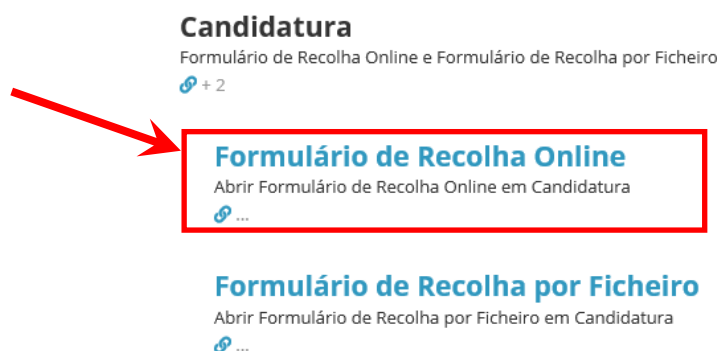 Candidatura
Formulário de Recolha Online e Formulário de Recolha por Ficheiro
+ 2
Formulário de Recolha Online
Abrir Formulário de Recolha Online em Candidatura
...
Formulário de Recolha por Ficheiro
Abrir Formulário de Recolha por Ficheiro em Candidatura
...